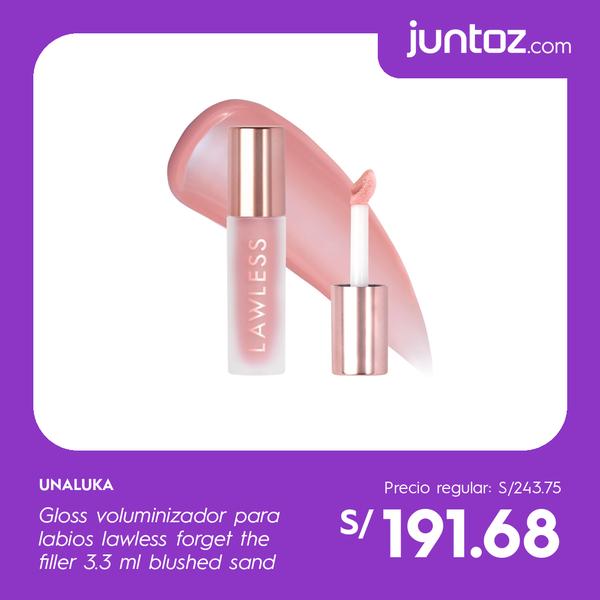 juntoz.com
LAWLESS
UNALUKA
Gloss voluminizador para
labios lawless forget the
filler 3.3 ml blushed sand
Precio regular: S/243.75
S/191.68